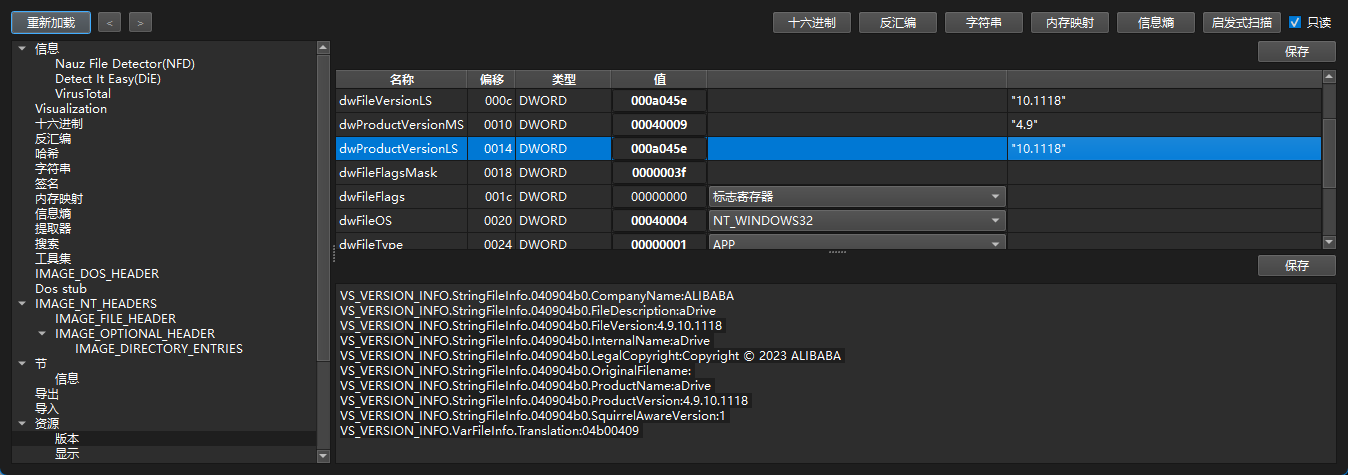 重新加载 < > 十六进制 反汇编 字符串 内存映射 信息熵 启发式扫描 只读
信息
Nauz File Detector(NFD)
Detect It Easy(DiE)
VirusTotal
Visualization
十六进制
反汇编
哈希
字符串
签名
内存映射
信息熵
提取器
搜索
工具集
IMAGE_DOS_HEADER
Dos stub
IMAGE_NT_HEADERS
IMAGE_FILE_HEADER
IMAGE_OPTIONAL_HEADER
IMAGE_DIRECTORY_ENTRIES
节
信息
导出
导入
资源
版本
显示
保存
名称 偏移 类型 值
dwFileVersionLS 000c DWORD 000a045e "10.1118"
dwProductVersionMS 0010 DWORD 00040009 "4.9"
dwProductVersionLS 0014 DWORD 000a045e "10.1118"
dwFileFlagsMask 0018 DWORD 0000003f
dwFileFlags 001c DWORD 00000000 标志寄存器
dwFileOS 0020 DWORD 00040004 NT_WINDOWS32
dwFileType 0024 DWORD 00000001 APP
保存
VS_VERSION_INFO.StringFileInfo.040904b0.CompanyName:ALIBABA
VS_VERSION_INFO.StringFileInfo.040904b0.FileDescription:aDrive
VS_VERSION_INFO.StringFileInfo.040904b0.FileVersion:4.9.10.1118
VS_VERSION_INFO.StringFileInfo.040904b0.InternalName:aDrive
VS_VERSION_INFO.StringFileInfo.040904b0.LegalCopyright:Copyright © 2023 ALIBABA
VS_VERSION_INFO.StringFileInfo.040904b0.OriginalFilename:
VS_VERSION_INFO.StringFileInfo.040904b0.ProductName:aDrive
VS_VERSION_INFO.StringFileInfo.040904b0.ProductVersion:4.9.10.1118
VS_VERSION_INFO.StringFileInfo.040904b0.SquirrelAwareVersion:1
VS_VERSION_INFO.VarFileInfo.Translation:04b00409